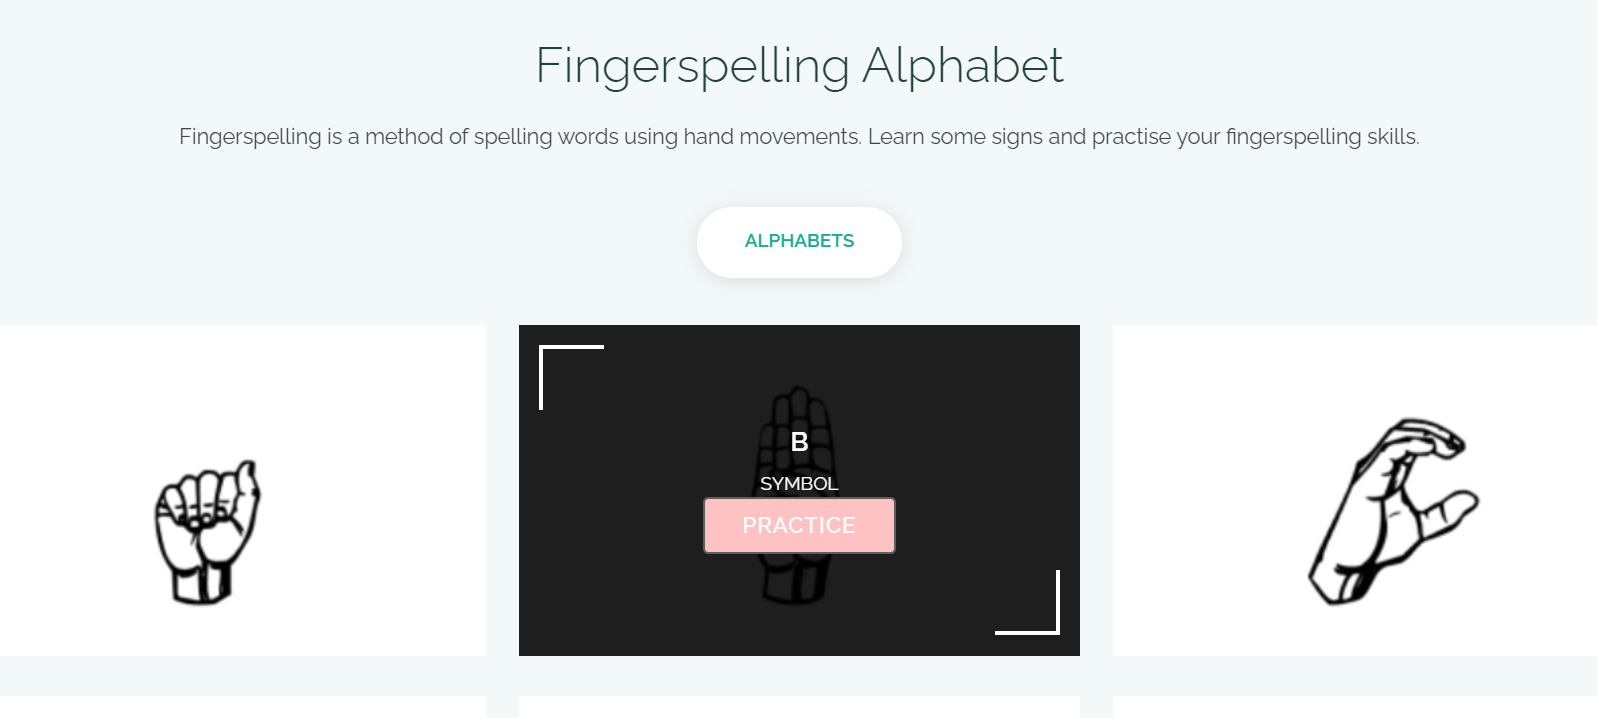 Fingerspelling Alphabet
Fingerspelling is a method of spelling words using hand movements. Learn some signs and practise your fingerspelling skills.
ALPHABETS
B
SYMBOL
PRACTICE